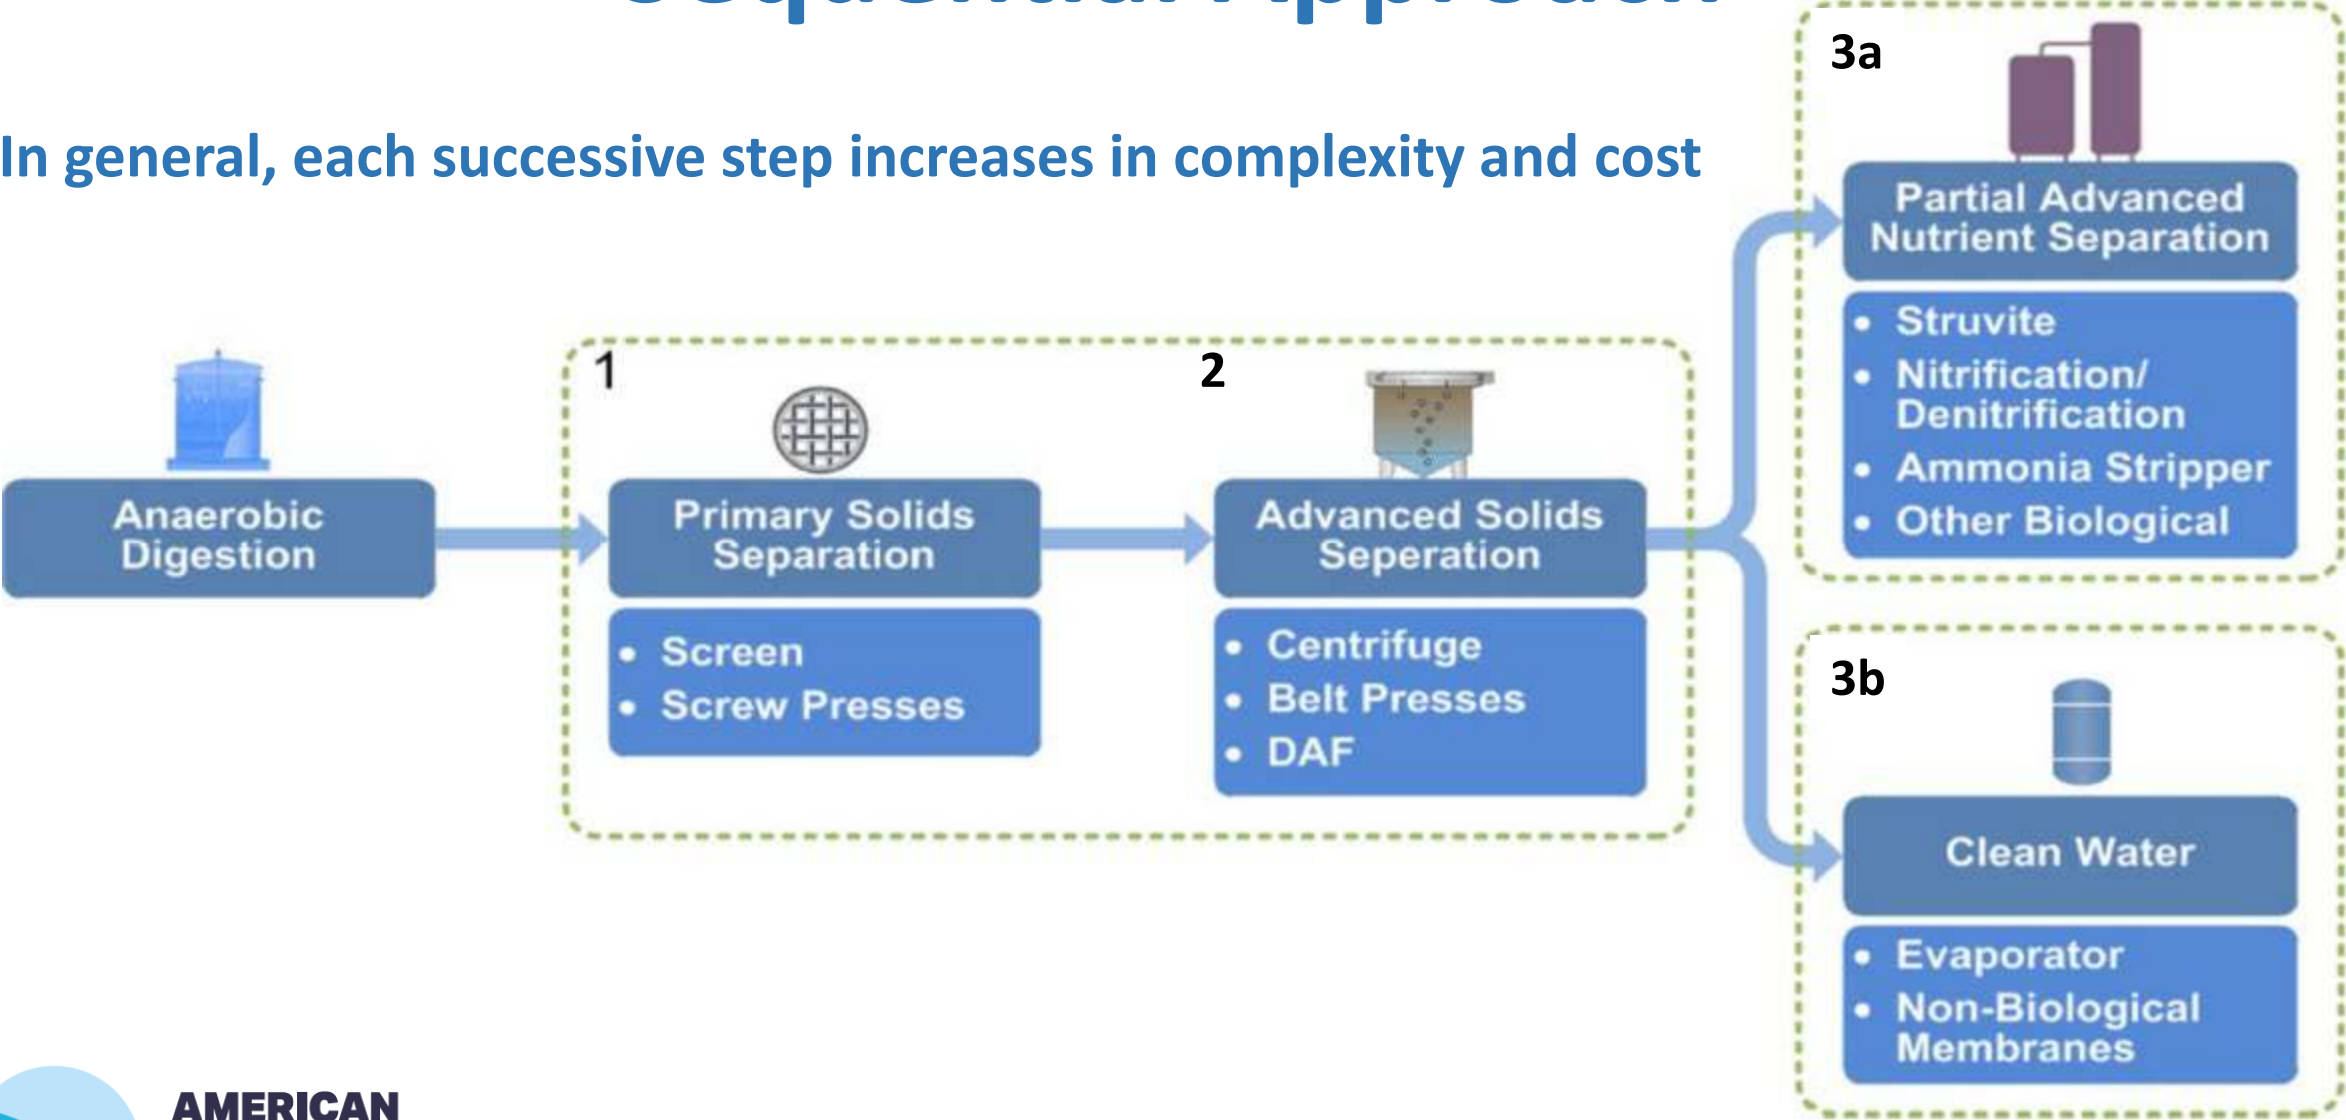 Sequential Approach
In general, each successive step increases in complexity and cost
3a
Partial Advanced
Nutrient Separation
• Struvite
• Nitrification/
Denitrification
• Ammonia Stripper
• Other Biological
Anaerobic
Digestion
1
Primary Solids
Separation
• Screen
• Screw Presses
2
Advanced Solids
Seperation
• Centrifuge
• Belt Presses
• DAF
3b
Clean Water
• Evaporator
• Non-Biological
Membranes
AMERICAN